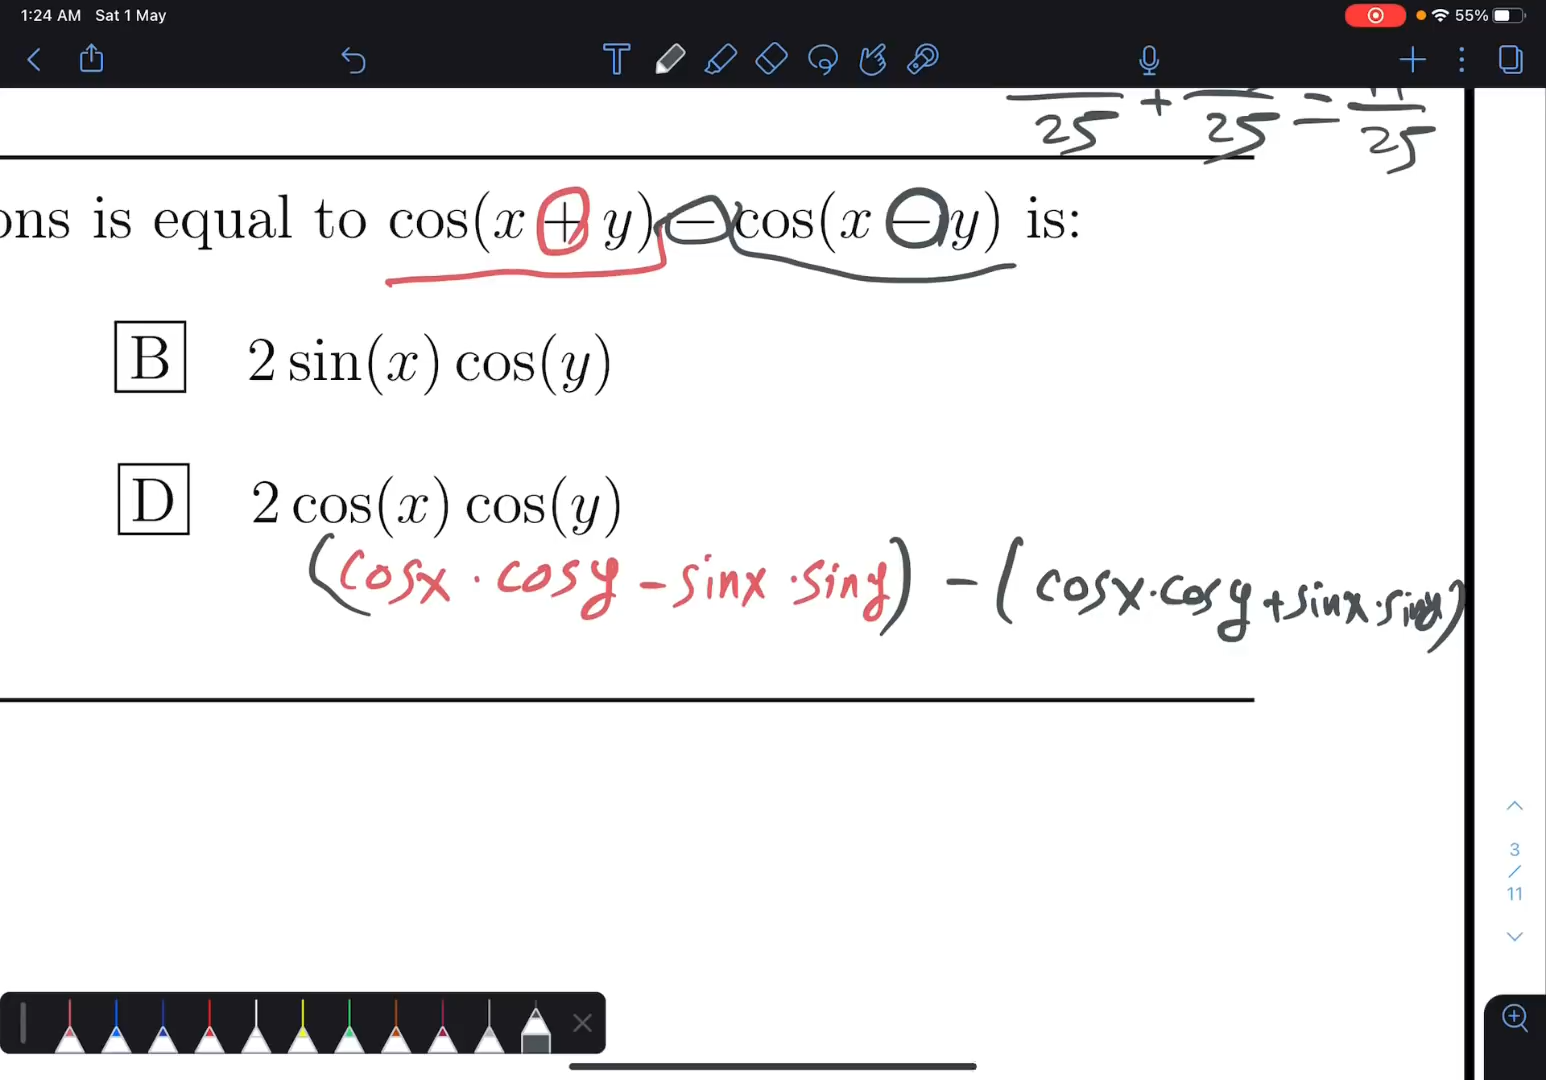 1:24 AM Sat 1 May
55%
25 + 25 = 25
ons is equal to cos(x + y) − cos(x − y) is:
B 2 sin(x) cos(y)
D 2 cos(x) cos(y)
(cosx · cosy − sinx · siny) − (cosx · cosy + sinx · siny)
3
/
11